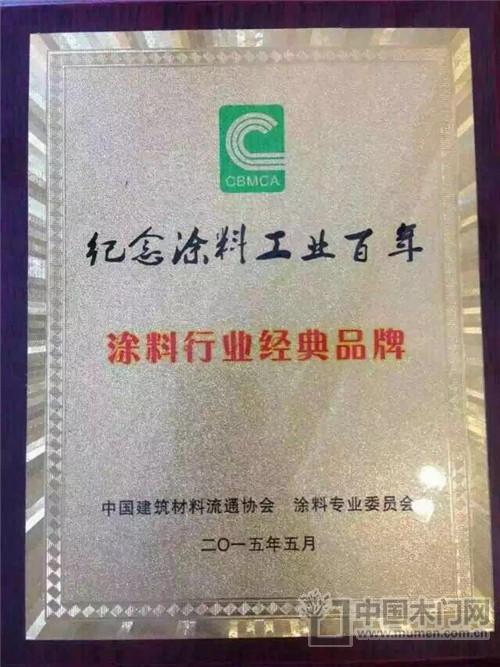 CBMCA
纪念涂料工业百年
涂料行业经典品牌
中国建筑材料流通协会 涂料专业委员会
二〇一五年五月
中国木门网
www.mumen.com.cn